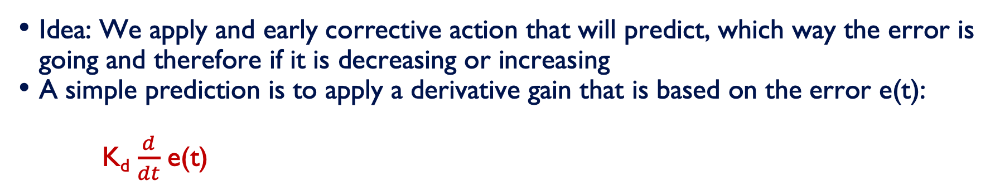 • Idea: We apply and early corrective action that will predict, which way the error is
going and therefore if it is decreasing or increasing
• A simple prediction is to apply a derivative gain that is based on the error e(t):
K_d d/dt e(t)